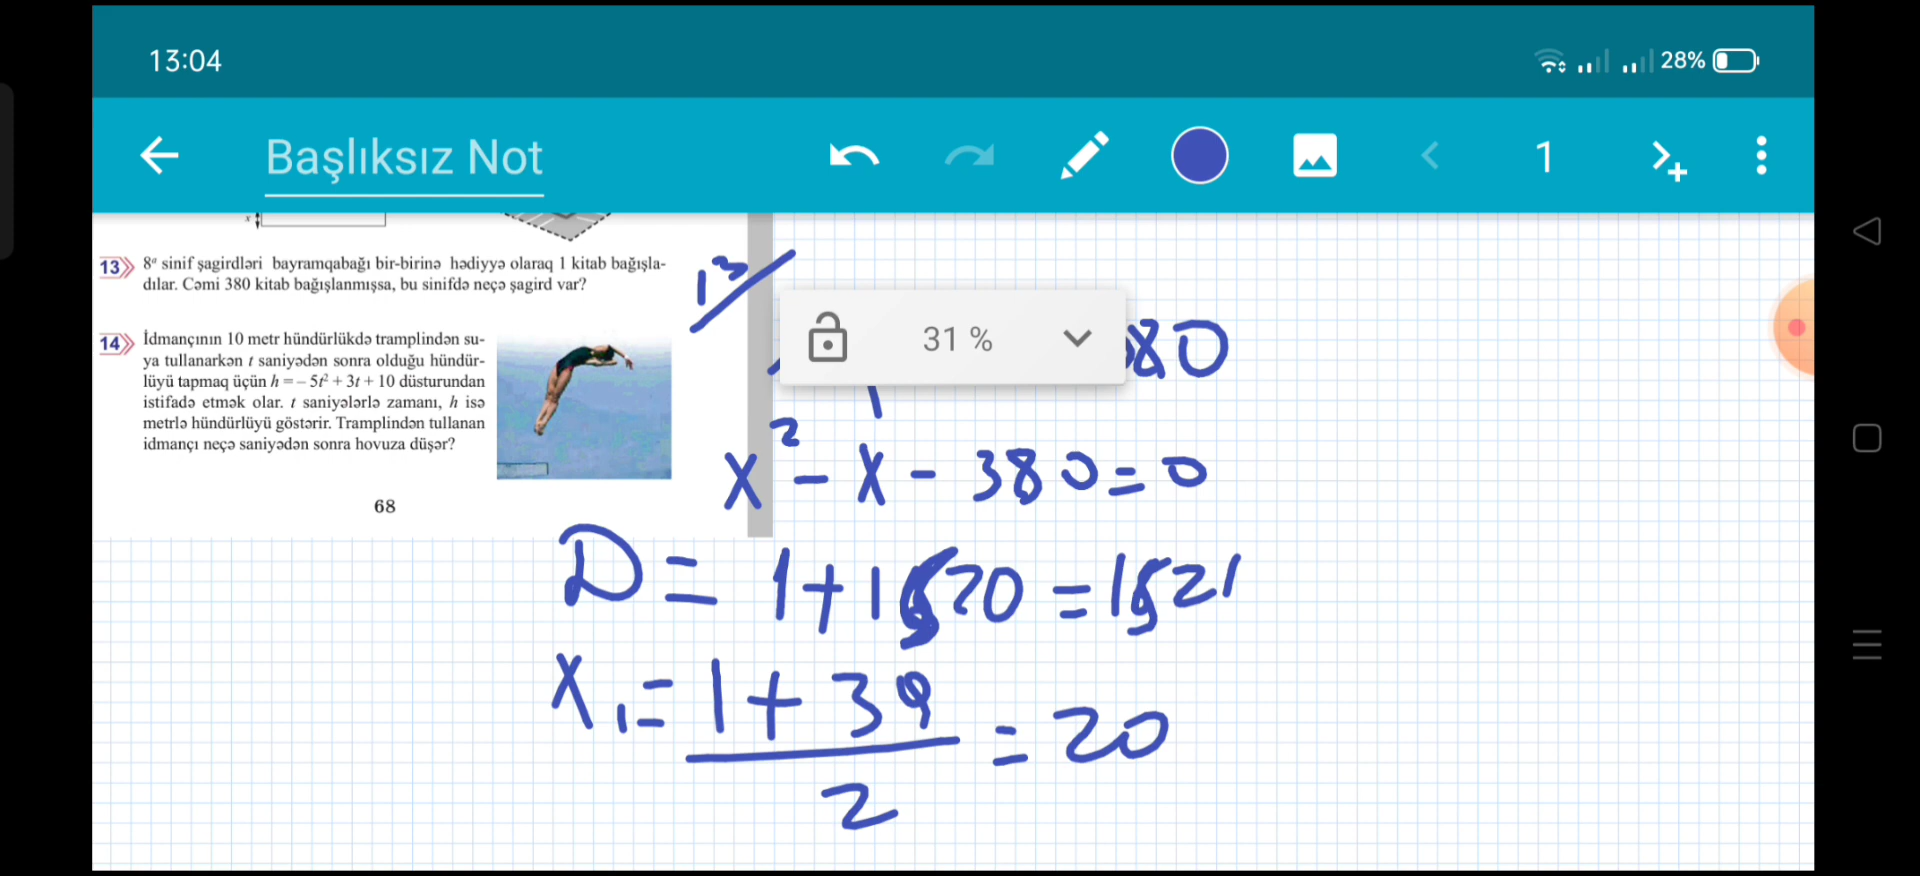 13:04
28%
Başlıksız Not
1
x
13 8ᵃ sinif şagirdləri bayramqabağı bir-birinə hədiyyə olaraq 1 kitab bağışla-
dılar. Cəmi 380 kitab bağışlanmışsa, bu sinifdə neçə şagird var?
14 İdmançının 10 metr hündürlükdə tramplindən su-
ya tullanarkən t saniyədən sonra olduğu hündür-
lüyü tapmaq üçün h = – 5t² + 3t + 10 düsturundan
istifadə etmək olar. t saniyələrlə zamanı, h isə
metrlə hündürlüyü göstərir. Tramplindən tullanan
idmançı neçə saniyədən sonra hovuza düşər?
68
13
31 %
80
x² - x - 380 = 0
D = 1 + 1520 = 1521
x₁ = 1 + 39 / 2 = 20